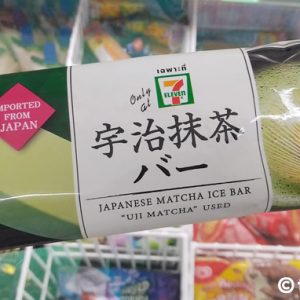 เฉพาะที่
Only
at
7
ELEVEN
IMPORTED
FROM
JAPAN
宇治抹茶
バー
JAPANESE MATCHA ICE BAR
"UJI MATCHA" USED
©